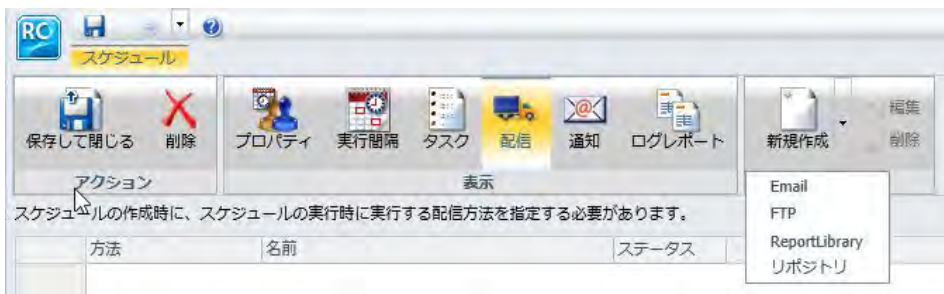 RC
スケジュール
保存して閉じる 削除 プロパティ 実行間隔 タスク 配信 通知 ログレポート 新規作成 編集
削除
アクション 表示
Email
FTP
ReportLibrary
リポジトリ
スケジュールの作成時に、スケジュールの実行時に実行する配信方法を指定する必要があります。
方法 名前 ステータス